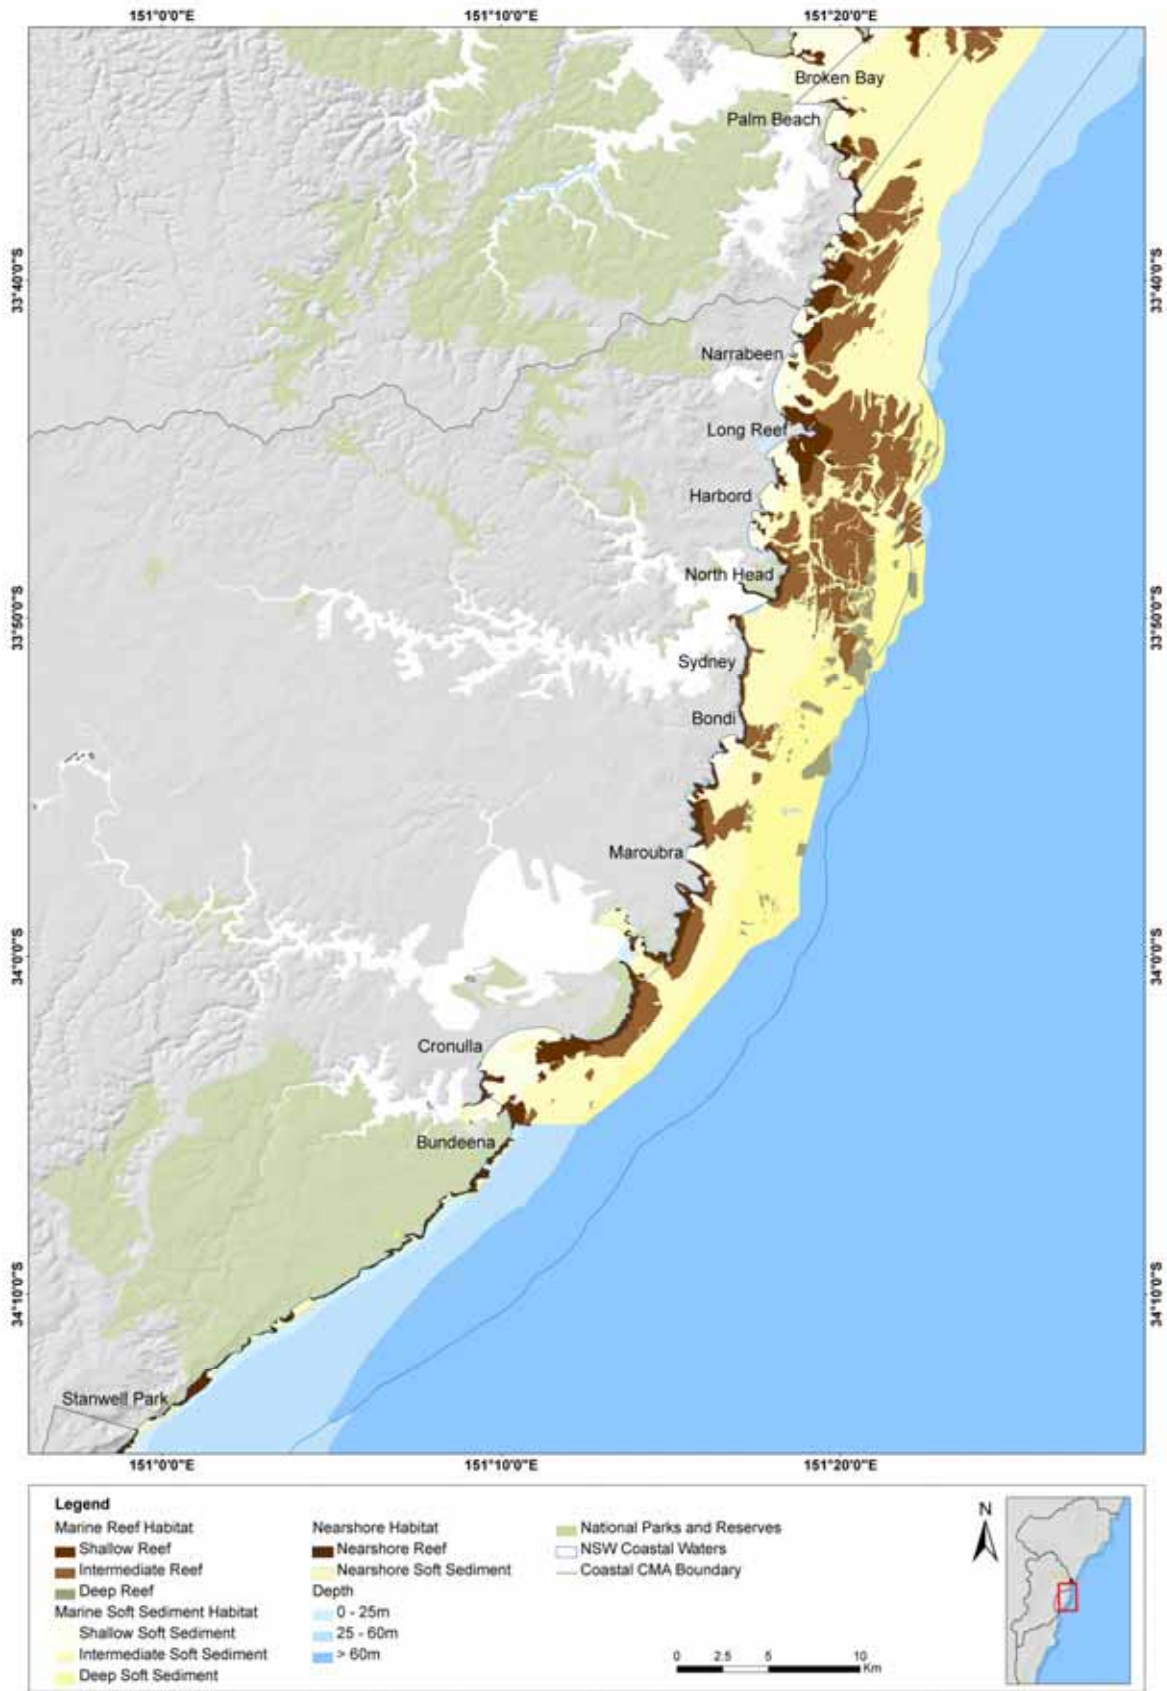 151°0'0"E 151°10'0"E 151°20'0"E
Broken Bay
Palm Beach
33°40'0"S 33°40'0"S
Narrabeen
Long Reef
Harbord
North Head
33°50'0"S 33°50'0"S
Sydney
Bondi
Maroubra
34°0'0"S 34°0'0"S
Cronulla
Bundeena
34°10'0"S 34°10'0"S
Stanwell Park
151°0'0"E 151°10'0"E 151°20'0"E
Legend
Marine Reef Habitat
Shallow Reef
Intermediate Reef
Deep Reef
Marine Soft Sediment Habitat
Shallow Soft Sediment
Intermediate Soft Sediment
Deep Soft Sediment
Nearshore Habitat
Nearshore Reef
Nearshore Soft Sediment
Depth
0 - 25m
25 - 60m
> 60m
National Parks and Reserves
NSW Coastal Waters
Coastal CMA Boundary
0 2.5 5 10
Km
N